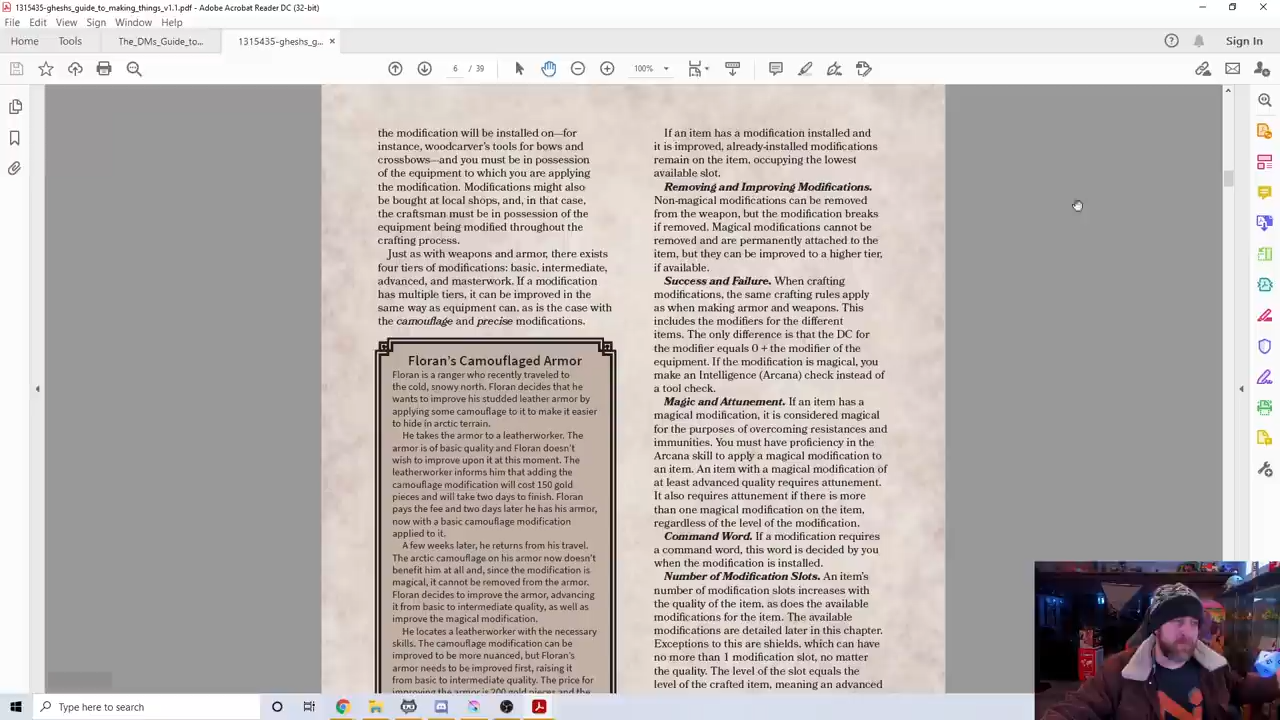 1315435-gheshs_guide_to_making_things_v1.1.pdf - Adobe Acrobat Reader DC (32-bit)
File Edit View Sign Window Help
Home Tools The_DMs_Guide_to... 1315435-gheshs_g... ×
Sign In
6 / 39
100%
the modification will be installed on—for
instance, woodcarver's tools for bows and
crossbows—and you must be in possession
of the equipment to which you are applying
the modification. Modifications might also
be bought at local shops, and, in that case,
the craftsman must be in possession of the
equipment being modified throughout the
crafting process.
Just as with weapons and armor, there exists
four tiers of modifications: basic, intermediate,
advanced, and masterwork. If a modification
has multiple tiers, it can be improved in the
same way as equipment can, as is the case with
the camouflage and precise modifications.
Floran's Camouflaged Armor
Floran is a ranger who recently traveled to
the cold, snowy north. Floran decides that he
wants to improve his studded leather armor by
applying some camouflage to it to make it easier
to hide in arctic terrain.
He takes the armor to a leatherworker. The
armor is of basic quality and Floran doesn't
wish to improve upon it at this moment. The
leatherworker informs him that adding the
camouflage modification will cost 150 gold
pieces and will take two days to finish. Floran
pays the fee and two days later he has his armor,
now with a basic camouflage modification
applied to it.
A few weeks later, he returns from his travel.
The arctic camouflage on his armor now doesn't
benefit him at all and, since the modification is
magical, it cannot be removed from the armor.
Floran decides to improve the armor, advancing
it from basic to intermediate quality, as well as
improve the magical modification.
He locates a leatherworker with the necessary
skills. The camouflage modification can be
improved to be more nuanced, but Floran's
armor needs to be improved first, raising it
from basic to intermediate quality. The price for
improving the armor is 200 gold pieces and the
If an item has a modification installed and
it is improved, already-installed modifications
remain on the item, occupying the lowest
available slot.
Removing and Improving Modifications.
Non-magical modifications can be removed
from the weapon, but the modification breaks
if removed. Magical modifications cannot be
removed and are permanently attached to the
item, but they can be improved to a higher tier,
if available.
Success and Failure. When crafting
modifications, the same crafting rules apply
as when making armor and weapons. This
includes the modifiers for the different
items. The only difference is that the DC for
the modifier equals 0 + the modifier of the
equipment. If the modification is magical, you
make an Intelligence (Arcana) check instead of
a tool check.
Magic and Attunement. If an item has a
magical modification, it is considered magical
for the purposes of overcoming resistances and
immunities. You must have proficiency in the
Arcana skill to apply a magical modification to
an item. An item with a magical modification of
at least advanced quality requires attunement.
It also requires attunement if there is more
than one magical modification on the item,
regardless of the level of the modification.
Command Word. If a modification requires
a command word, this word is decided by you
when the modification is installed.
Number of Modification Slots. An item's
number of modification slots increases with
the quality of the item, as does the available
modifications for the item. The available
modifications are detailed later in this chapter.
Exceptions to this are shields, which can have
no more than 1 modification slot, no matter
the quality. The level of the slot equals the
level of the crafted item, meaning an advanced
Type here to search